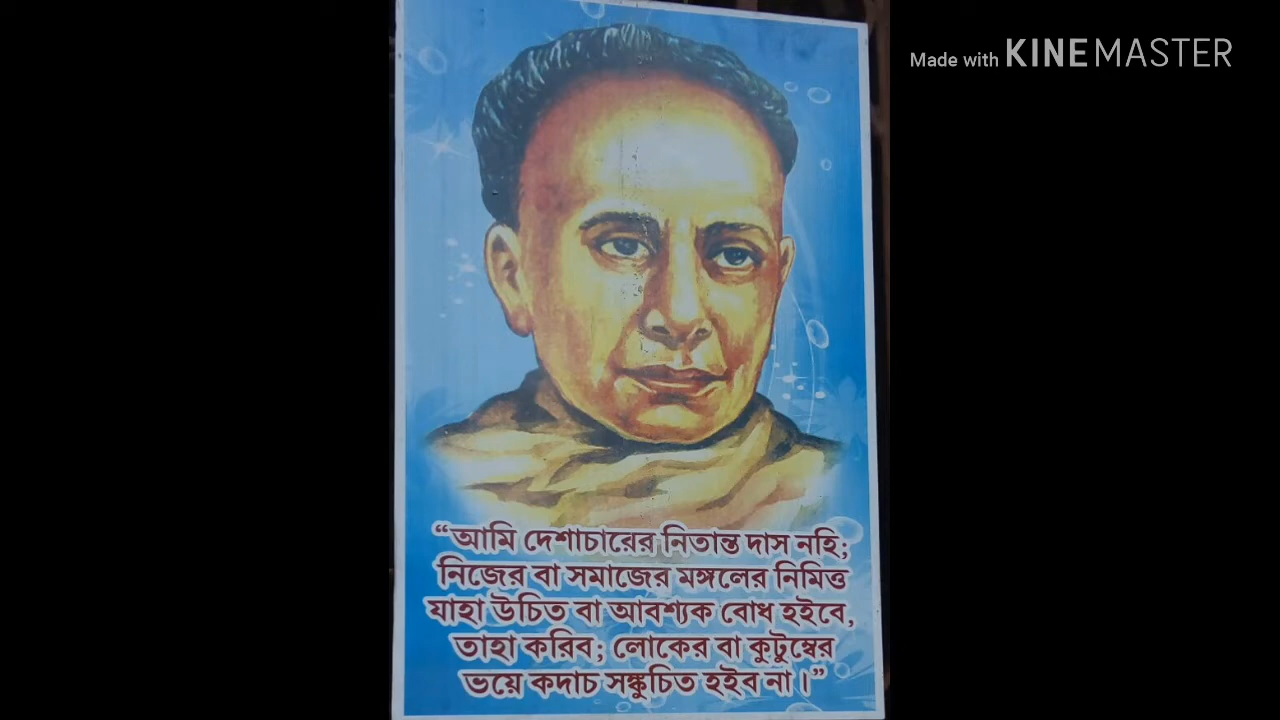 Made with KINEMASTER
“আমি দেশাচারের নিতান্ত দাস নহি;
নিজের বা সমাজের মঙ্গলের নিমিত্ত
যাহা উচিত বা আবশ্যক বোধ হইবে,
তাহা করিব; লোকের বা কুটুম্বের
ভয়ে কদাচ সঙ্কুচিত হইব না।”